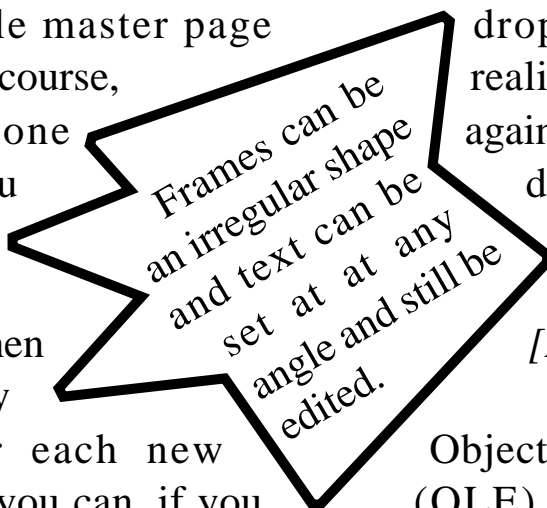 le master page
course,
one
u
hen
y
each new
you can, if you
Frames can be
an irregular shape
and text can be
set at at any
angle and still be
edited.
drop
reali
again
d
[
Object
(OLE)